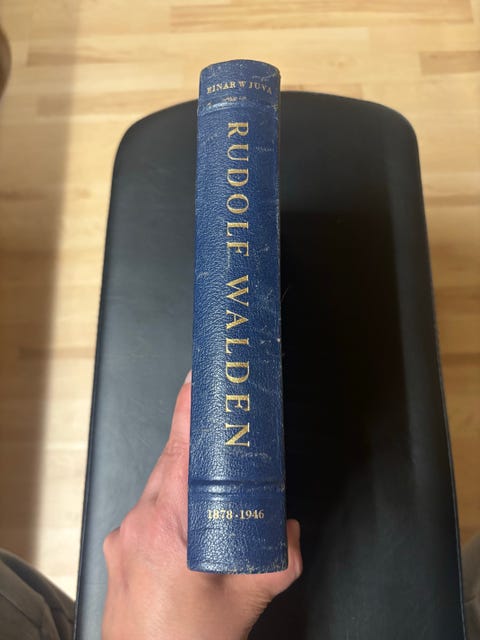 EINAR W JUVA
RUDOLF WALDEN
1878 · 1946